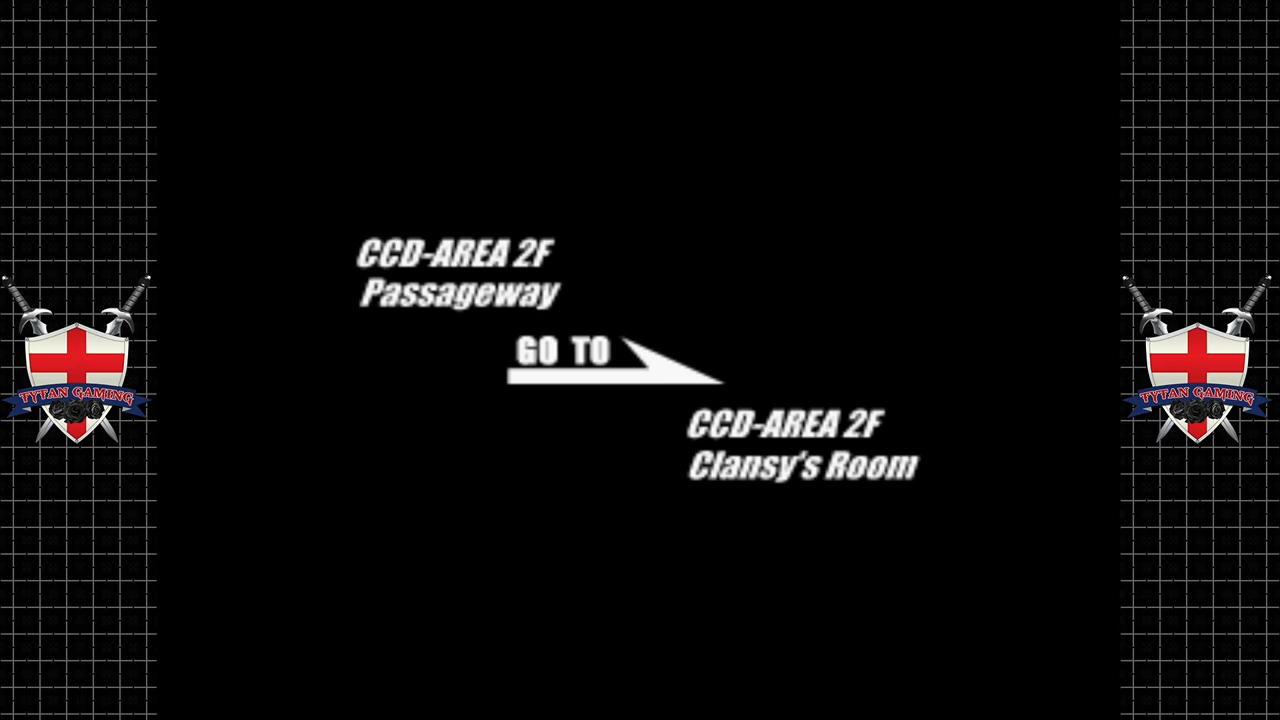 CCD-AREA 2F
Passageway
GO TO
CCD-AREA 2F
Clansy's Room
TYTAN GAMING
TYTAN GAMING